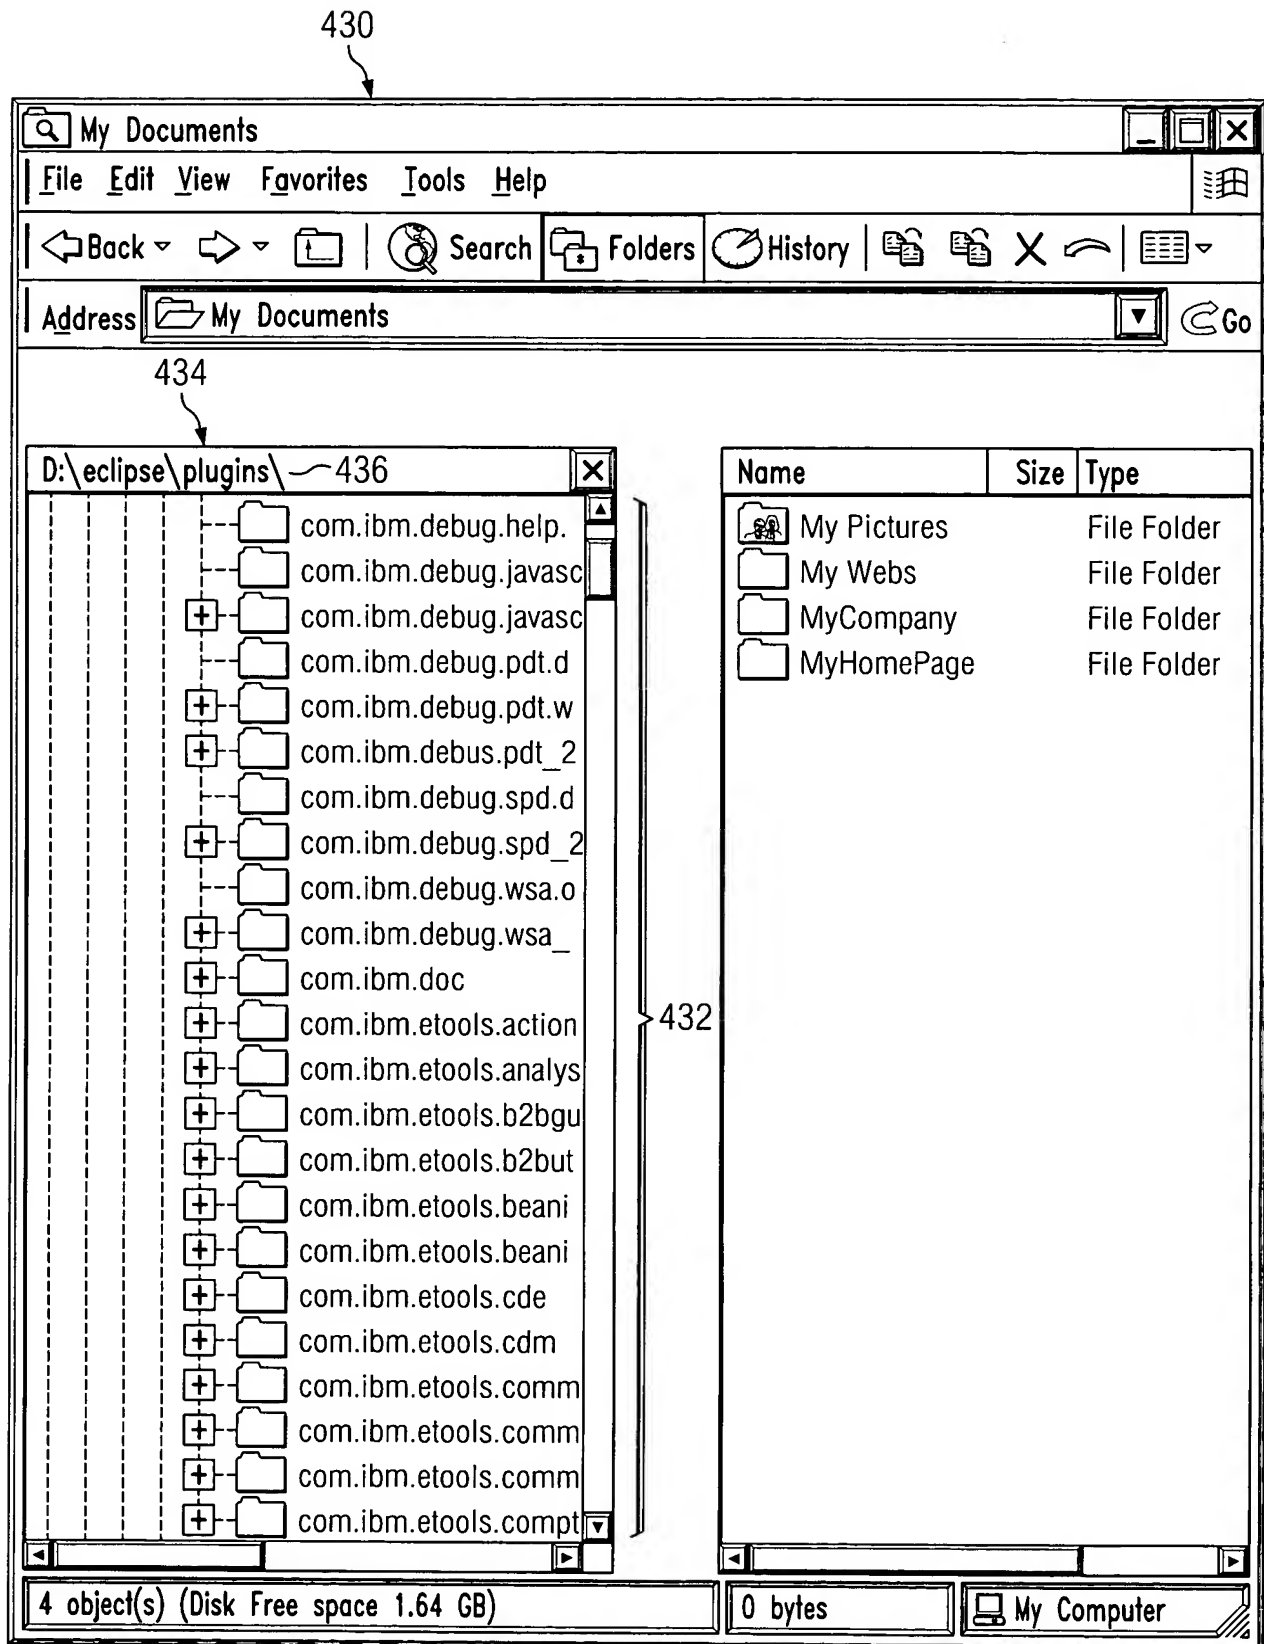 430
My Documents
File Edit View Favorites Tools Help
Back Search Folders History
Address My Documents Go
434
D:\eclipse\plugins\ 436
com.ibm.debug.help.
com.ibm.debug.javasc
com.ibm.debug.javasc
com.ibm.debug.pdt.d
com.ibm.debug.pdt.w
com.ibm.debus.pdt_2
com.ibm.debug.spd.d
com.ibm.debug.spd_2
com.ibm.debug.wsa.o
com.ibm.debug.wsa_
com.ibm.doc
com.ibm.etools.action
com.ibm.etools.analys
com.ibm.etools.b2bgu
com.ibm.etools.b2but
com.ibm.etools.beani
com.ibm.etools.beani
com.ibm.etools.cde
com.ibm.etools.cdm
com.ibm.etools.comm
com.ibm.etools.comm
com.ibm.etools.comm
com.ibm.etools.compt
432
Name Size Type
My Pictures File Folder
My Webs File Folder
MyCompany File Folder
MyHomePage File Folder
4 object(s) (Disk Free space 1.64 GB) 0 bytes My Computer